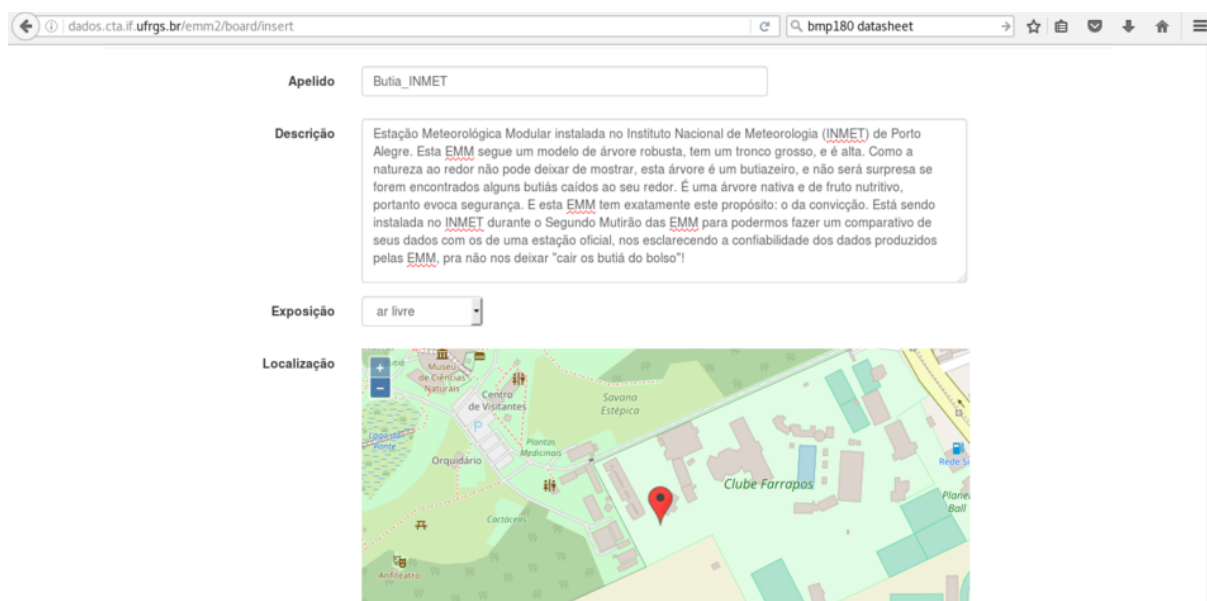 dados.cta.if.ufrgs.br/emm2/board/insert
bmp180 datasheet
Apelido
Butia_INMET
Descrição
Estação Meteorológica Modular instalada no Instituto Nacional de Meteorologia (INMET) de Porto
Alegre. Esta EMM segue um modelo de árvore robusta, tem um tronco grosso, e é alta. Como a
natureza ao redor não pode deixar de mostrar, esta árvore é um butiazeiro, e não será surpresa se
forem encontrados alguns butiás caídos ao seu redor. É uma árvore nativa e de fruto nutritivo,
portanto evoca segurança. E esta EMM tem exatamente este propósito: o da convicção. Está sendo
instalada no INMET durante o Segundo Mutirão das EMM para podermos fazer um comparativo de
seus dados com os de uma estação oficial, nos esclarecendo a confiabilidade dos dados produzidos
pelas EMM, pra não nos deixar "cair os butiá do bolso"!
Exposição
ar livre
Localização
+
-
Museu
de Ciências
Naturais
Centro
de Visitantes
Savana
Estépica
P
Lago da
Fonte
Plantas
Medicinais
Orquidário
Rede
Clube Farrapos
Ball
Cactáceas
Anfiteatro